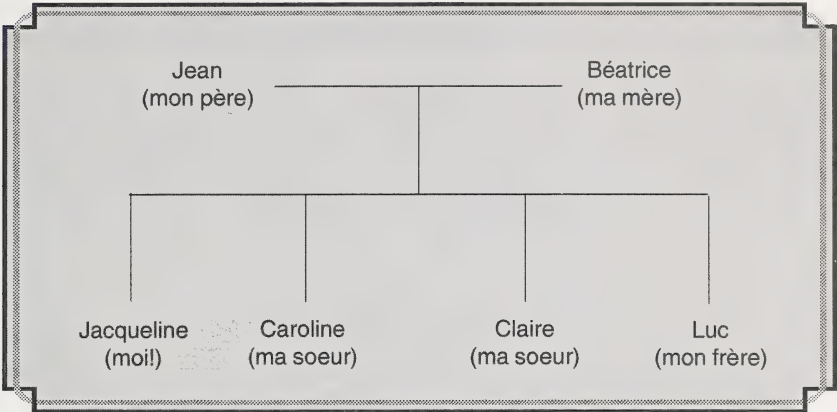 Jean
(mon père)
Béatrice
(ma mère)
Jacqueline
(moi!)
Caroline
(ma soeur)
Claire
(ma soeur)
Luc
(mon frère)